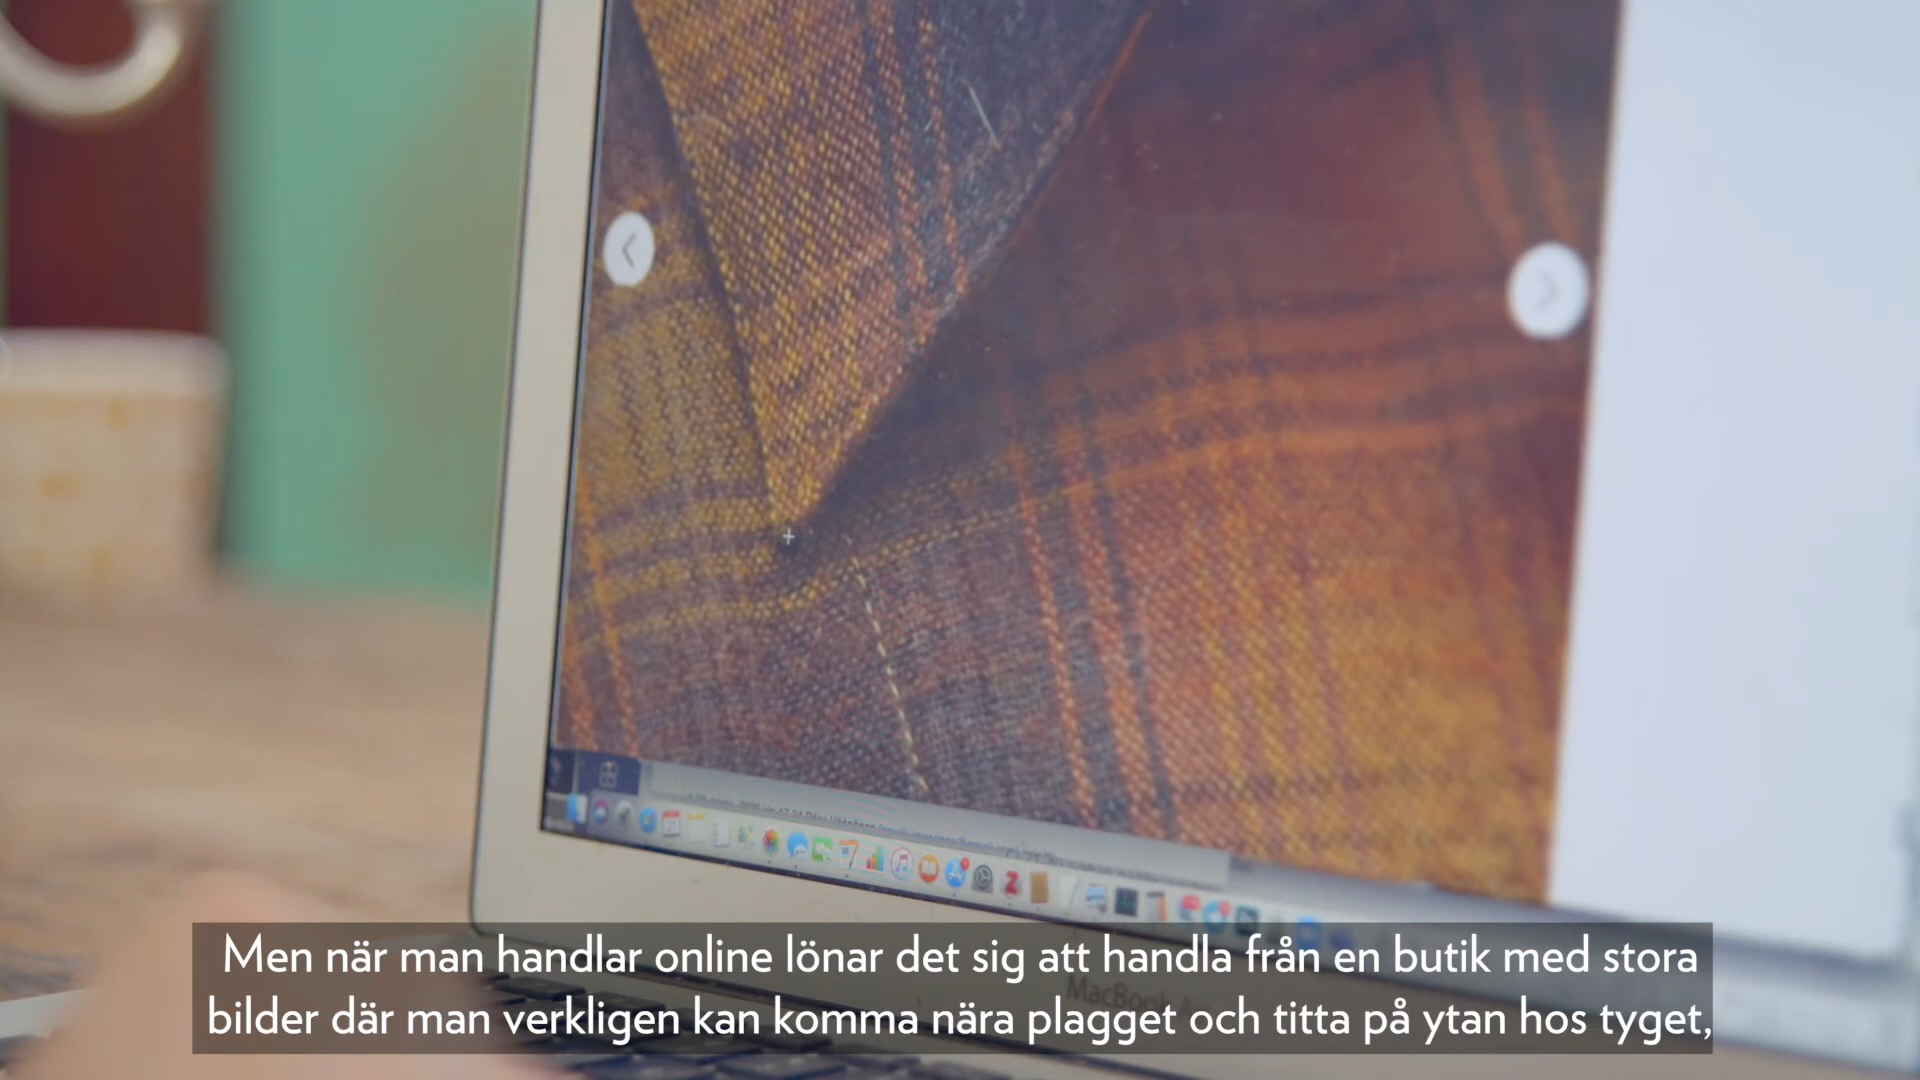 MacBook
Men när man handlar online lönar det sig att handla från en butik med stora
bilder där man verkligen kan komma nära plagget och titta på ytan hos tyget,